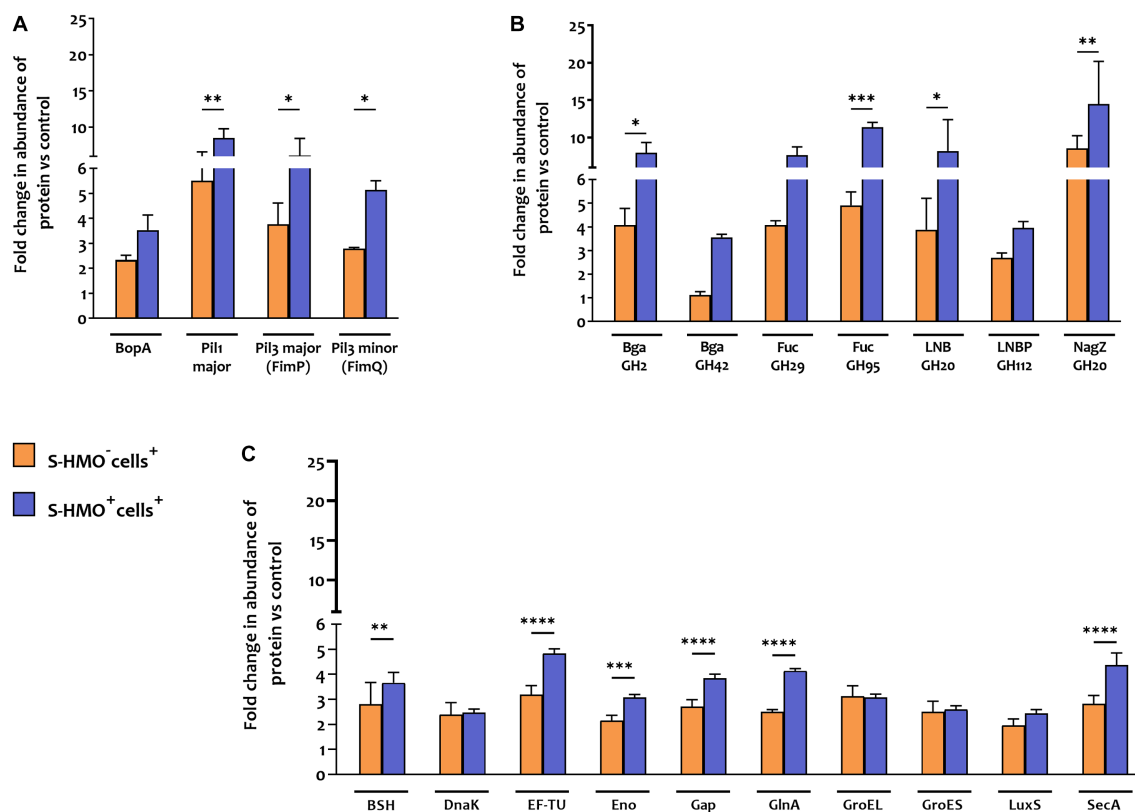 A
Fold change in abundance of
protein vs control
25
20
15
10
6
5
4
3
2
1
0
**
*
*
BopA
Pil1
major
Pil3 major
(FimP)
Pil3 minor
(FimQ)
B
Fold change in abundance of
protein vs control
25
20
15
10
6
5
4
3
2
1
0
*
***
*
**
Bga
GH2
Bga
GH42
Fuc
GH29
Fuc
GH95
LNB
GH20
LNBP
GH112
NagZ
GH20
S-HMO⁻cells⁺
S-HMO⁺cells⁺
C
Fold change in abundance of
protein vs control
25
20
15
10
6
5
4
3
2
1
0
**
****
***
****
****
****
BSH
DnaK
EF-TU
Eno
Gap
GlnA
GroEL
GroES
LuxS
SecA